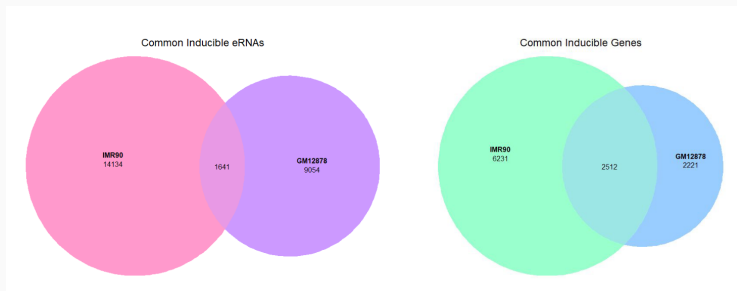 Common Inducible eRNAs
IMR90
14134
1641
GM12878
9054
Common Inducible Genes
IMR90
6231
2512
GM12878
2221